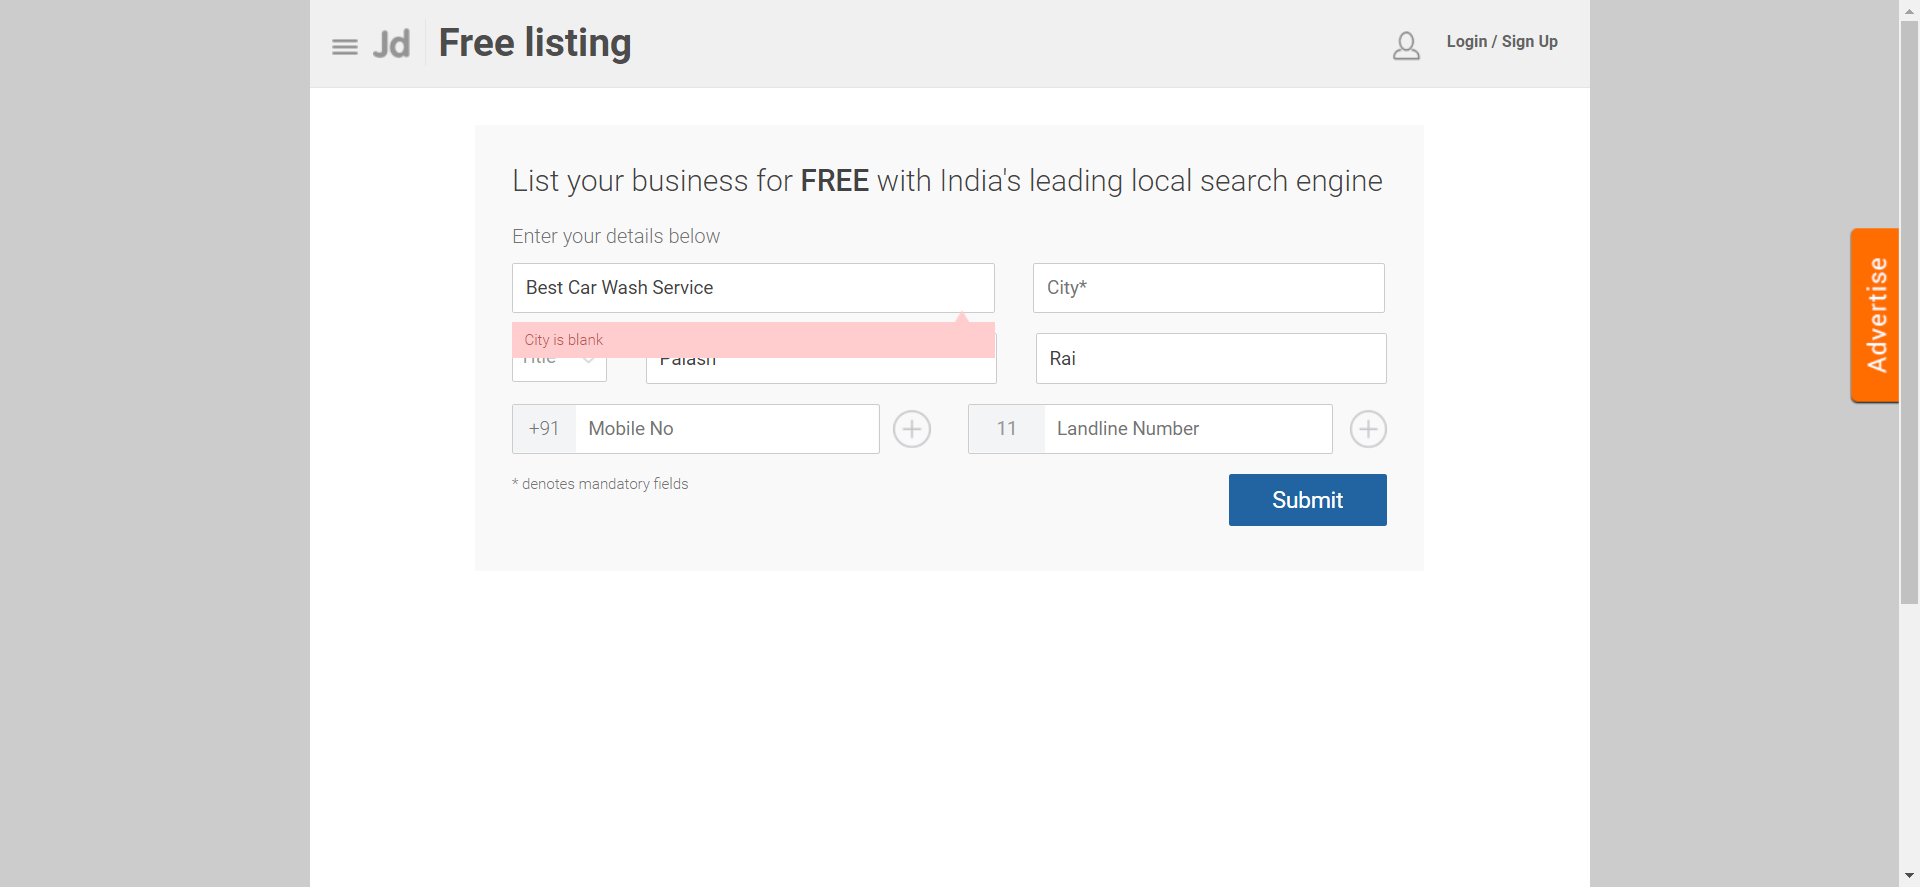 Jd Free listing
Login / Sign Up
List your business for FREE with India's leading local search engine
Enter your details below
Best Car Wash Service
City*
City is blank
Title
Palash
Rai
+91 Mobile No
11 Landline Number
* denotes mandatory fields
Submit
Advertise